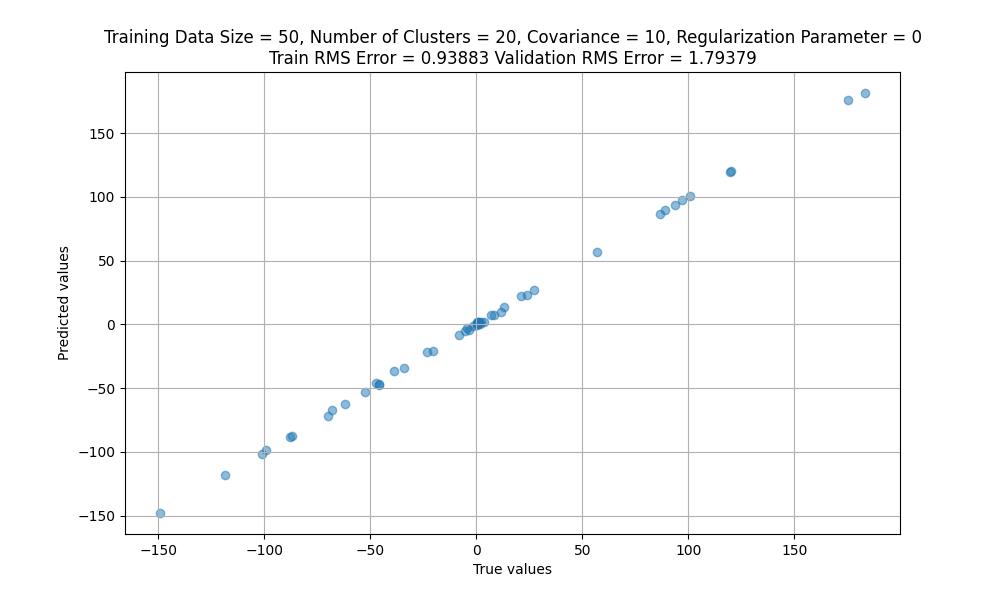 Training Data Size = 50, Number of Clusters = 20, Covariance = 10, Regularization Parameter = 0
Train RMS Error = 0.93883 Validation RMS Error = 1.79379
150
100
50
0
−50
−100
−150
Predicted values
−150 −100 −50 0 50 100 150
True values